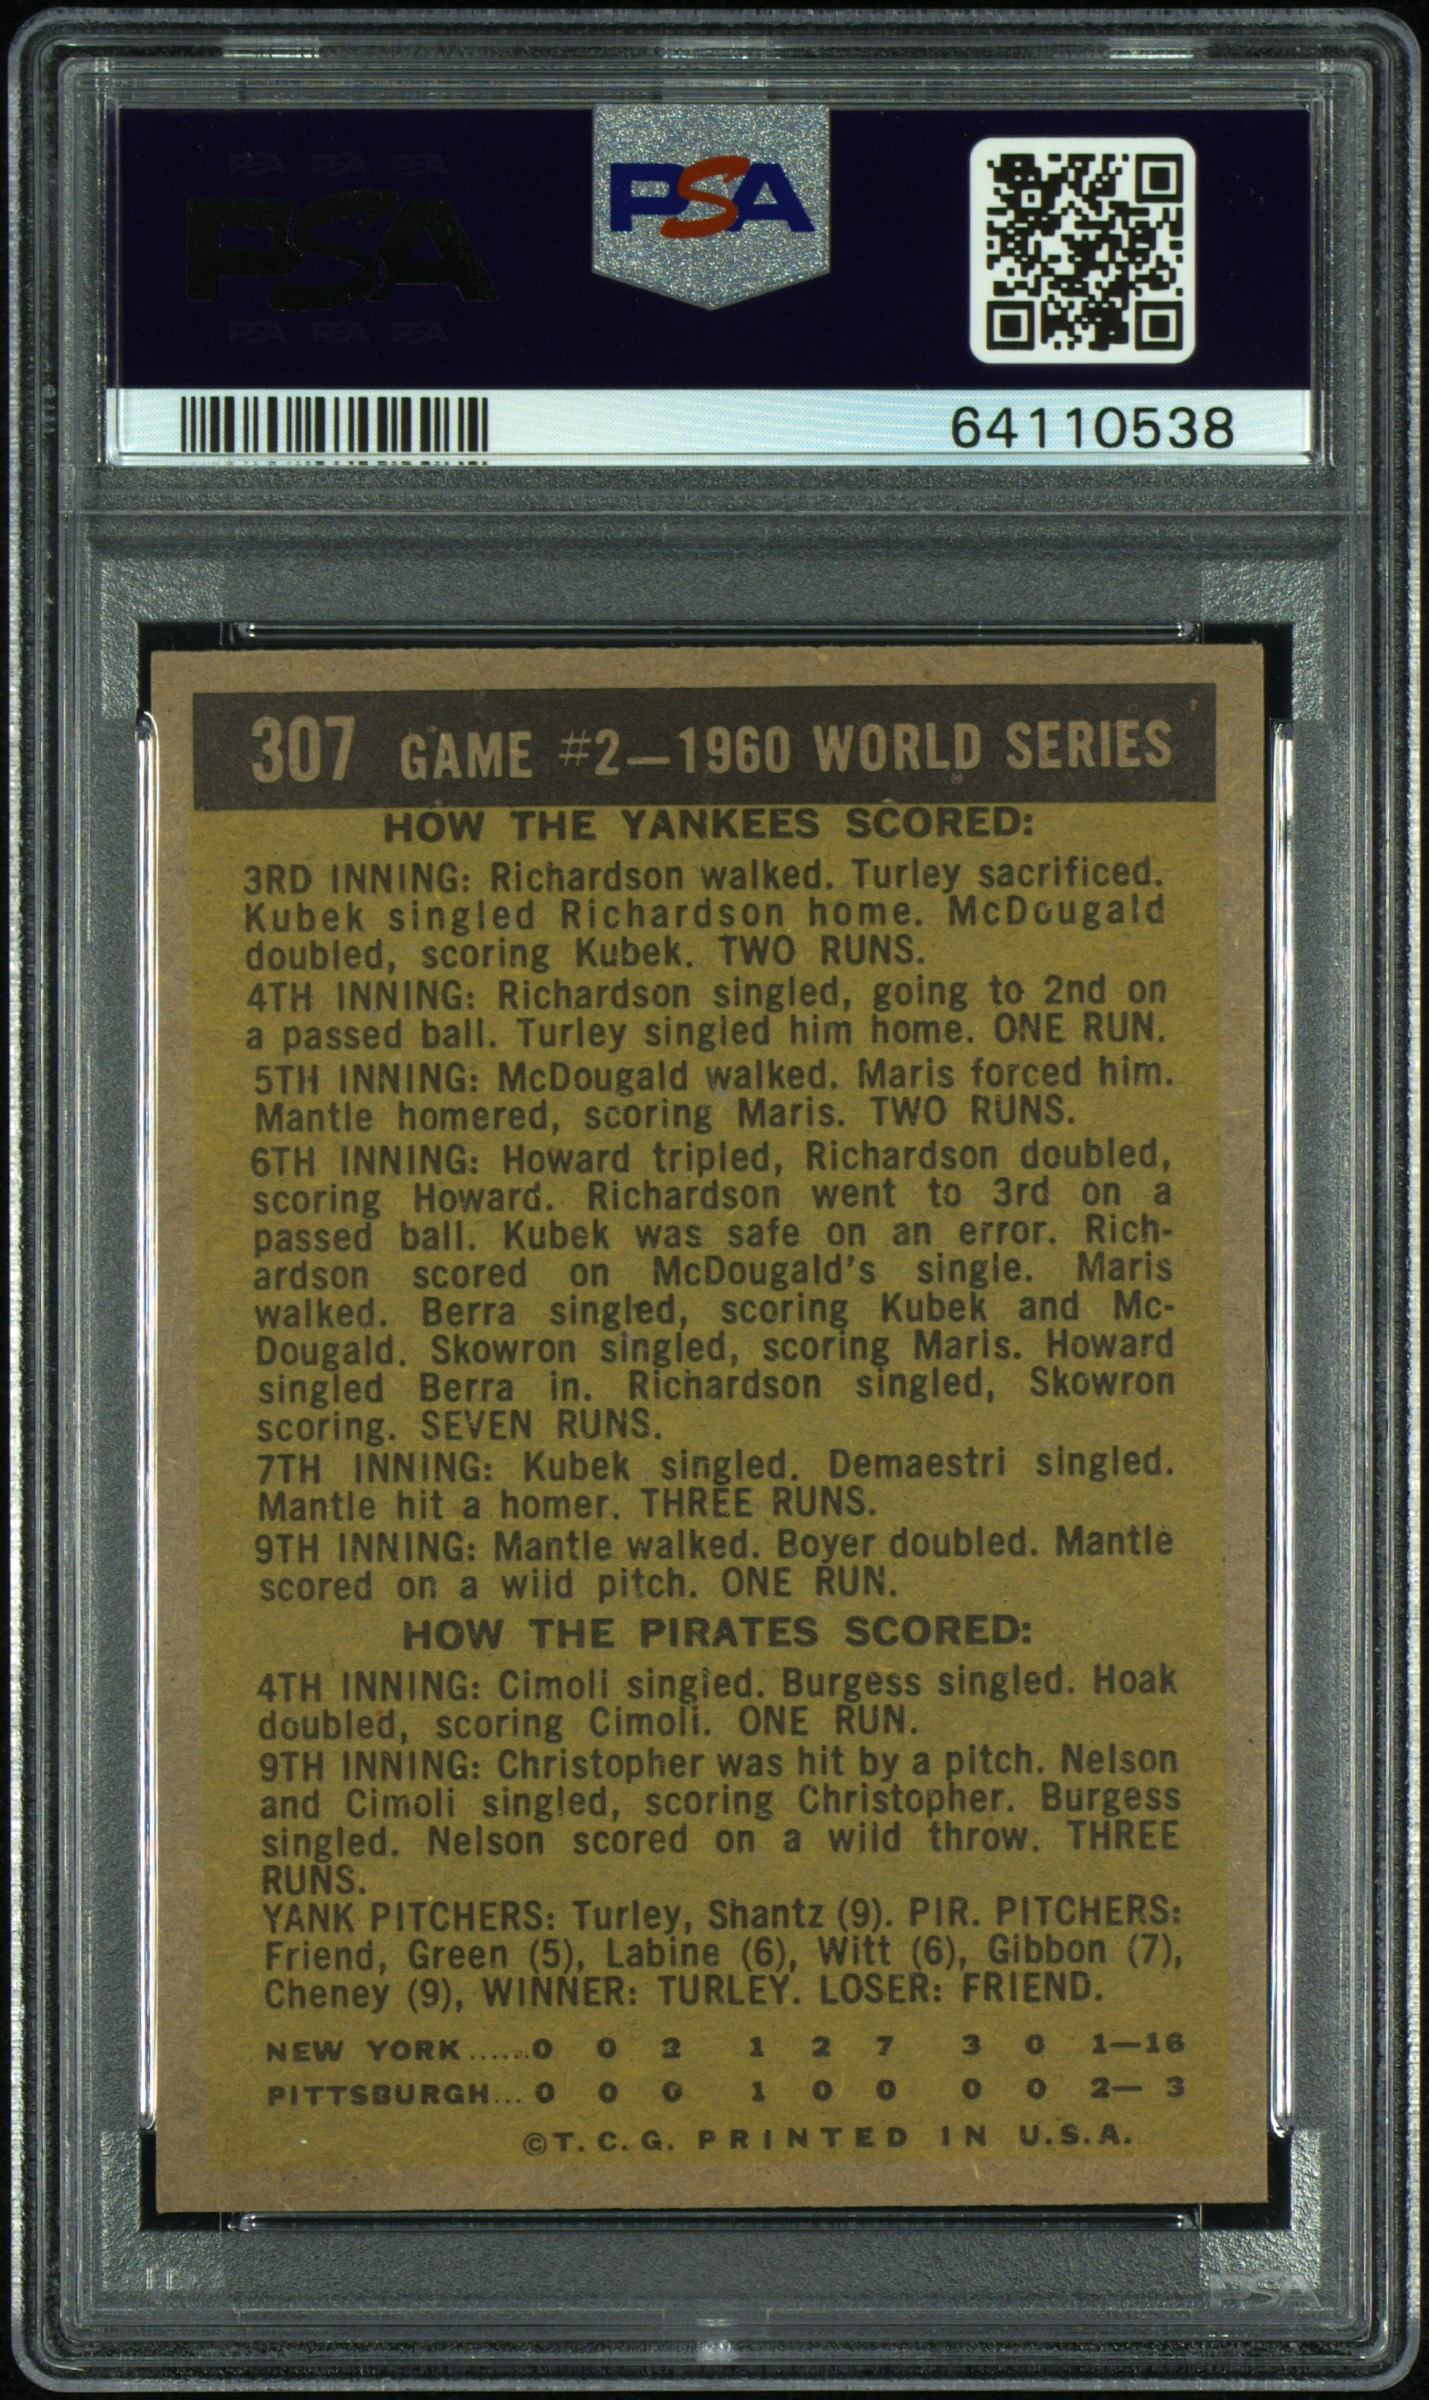 PSA PSA PSA
PSA
PSA PSA PSA
PSA
64110538
307 GAME #2—1960 WORLD SERIES
HOW THE YANKEES SCORED:
3RD INNING: Richardson walked. Turley sacrificed.
Kubek singled Richardson home. McDougald
doubled, scoring Kubek. TWO RUNS.
4TH INNING: Richardson singled, going to 2nd on
a passed ball. Turley singled him home. ONE RUN.
5TH INNING: McDougald walked. Maris forced him.
Mantle homered, scoring Maris. TWO RUNS.
6TH INNING: Howard tripled, Richardson doubled,
scoring Howard. Richardson went to 3rd on a
passed ball. Kubek was safe on an error. Rich-
ardson scored on McDougald's single. Maris
walked. Berra singled, scoring Kubek and Mc-
Dougald. Skowron singled, scoring Maris. Howard
singled Berra in. Richardson singled, Skowron
scoring. SEVEN RUNS.
7TH INNING: Kubek singled. Demaestri singled.
Mantle hit a homer. THREE RUNS.
9TH INNING: Mantle walked. Boyer doubled. Mantle
scored on a wild pitch. ONE RUN.
HOW THE PIRATES SCORED:
4TH INNING: Cimoli singled. Burgess singled. Hoak
doubled, scoring Cimoli. ONE RUN.
9TH INNING: Christopher was hit by a pitch. Nelson
and Cimoli singled, scoring Christopher. Burgess
singled. Nelson scored on a wild throw. THREE
RUNS.
YANK PITCHERS: Turley, Shantz (9). PIR. PITCHERS:
Friend, Green (5), Labine (6), Witt (6), Gibbon (7),
Cheney (9), WINNER: TURLEY. LOSER: FRIEND.
NEW YORK......0 0 2 1 2 7 3 0 1—16
PITTSBURGH...0 0 0 1 0 0 0 0 2— 3
©T.C.G. PRINTED IN U.S.A.
PSA